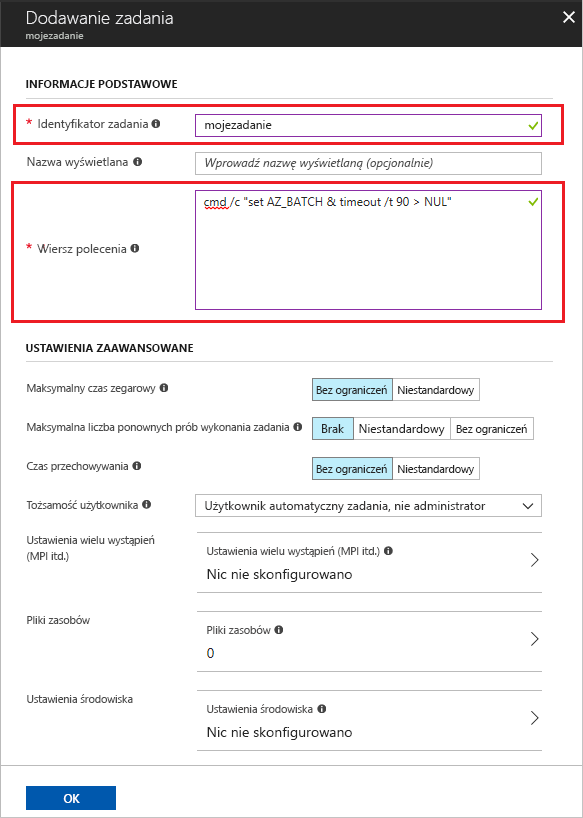 Dodawanie zadania
mojezadanie
INFORMACJE PODSTAWOWE
* Identyfikator zadania
mojezadanie
Nazwa wyświetlana
Wprowadź nazwę wyświetlaną (opcjonalnie)
* Wiersz polecenia
cmd /c "set AZ_BATCH & timeout /t 90 > NUL"
USTAWIENIA ZAAWANSOWANE
Maksymalny czas zegarowy
Bez ograniczeń Niestandardowy
Maksymalna liczba ponownych prób wykonania zadania
Brak Niestandardowy Bez ograniczeń
Czas przechowywania
Bez ograniczeń Niestandardowy
Tożsamość użytkownika
Użytkownik automatyczny zadania, nie administrator
Ustawienia wielu wystąpień
(MPI itd.)
Ustawienia wielu wystąpień (MPI itd.)
Nic nie skonfigurowano
Pliki zasobów
Pliki zasobów
0
Ustawienia środowiska
Ustawienia środowiska
Nic nie skonfigurowano
OK